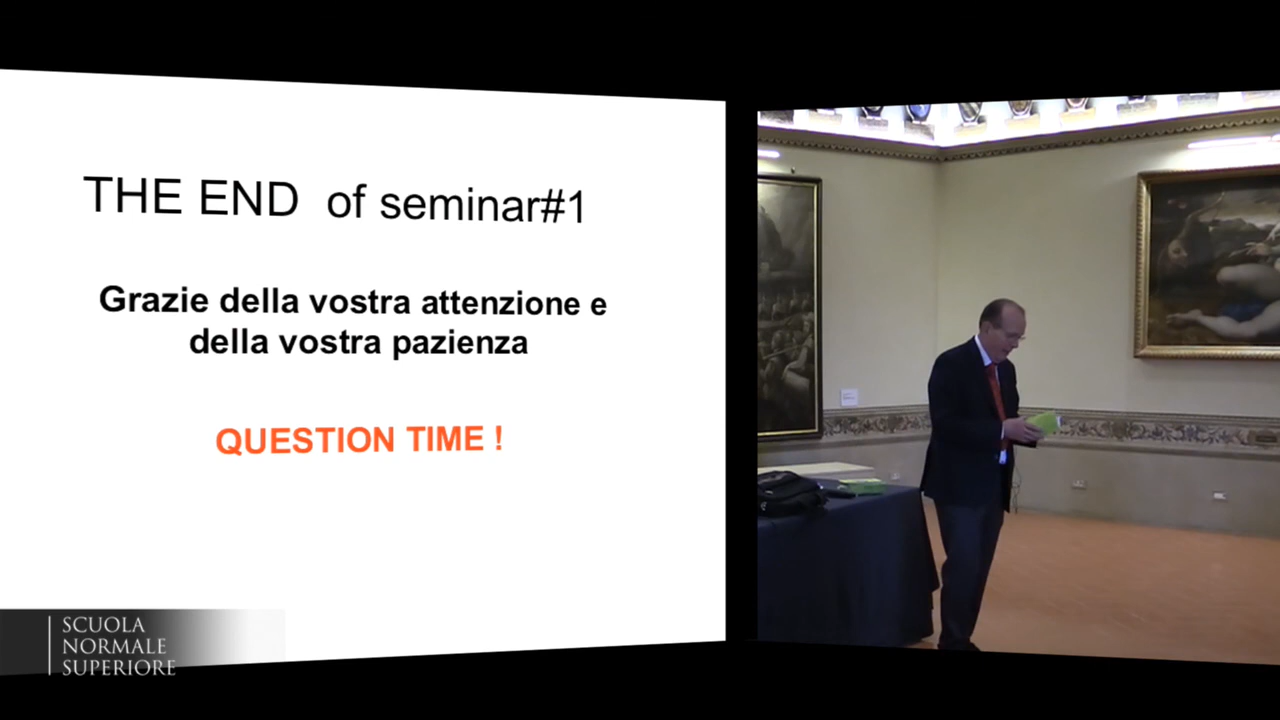 THE END of seminar#1
Grazie della vostra attenzione e
della vostra pazienza
QUESTION TIME !
SCUOLA
NORMALE
SUPERIORE